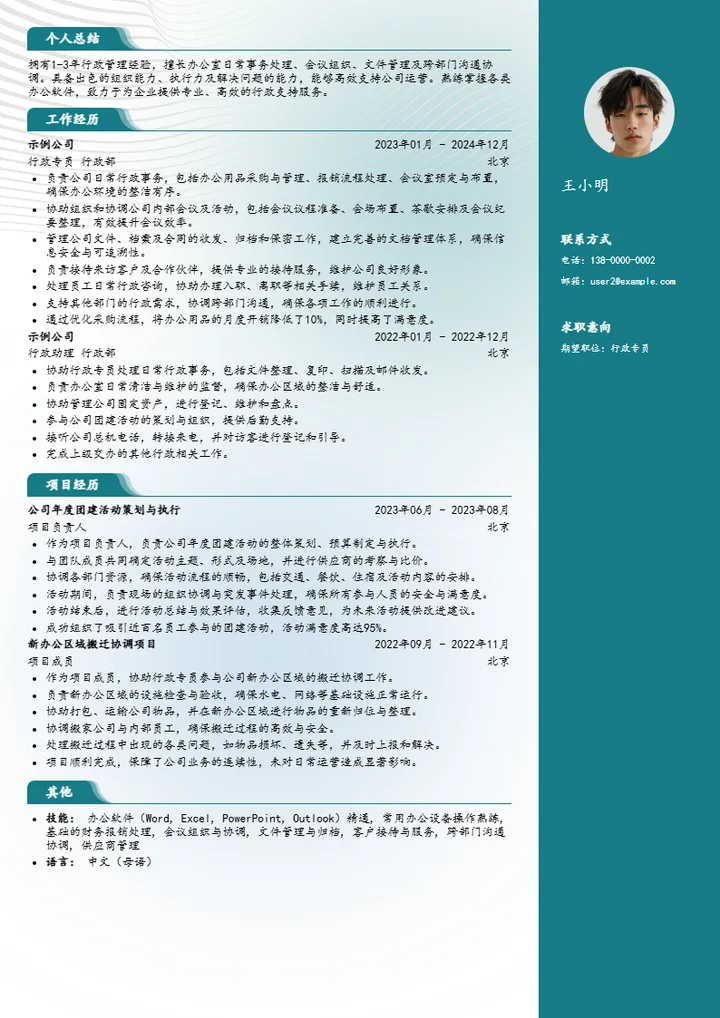 个人总结
拥有1-3年行政管理经验，擅长办公室日常事务处理、会议组织、文件管理及跨部门沟通协
调。具备出色的组织能力、执行力及解决问题的能力，能够高效支持公司运营。熟练掌握各类
办公软件，致力于为企业提供专业、高效的行政支持服务。
工作经历
示例公司 2023年01月 - 2024年12月
行政专员 行政部 北京
• 负责公司日常行政事务，包括办公用品采购与管理、报销流程处理、会议室预定与布置，
确保办公环境的整洁有序。
• 协助组织和协调公司内部会议及活动，包括会议议程准备、会场布置、茶歇安排及会议纪
要整理，有效提升会议效率。
• 管理公司文件、档案及合同的收发、归档和保密工作，建立完善的文档管理体系，确保信
息安全与可追溯性。
• 负责接待来访客户及合作伙伴，提供专业的接待服务，维护公司良好形象。
• 处理员工日常行政咨询，协助办理入职、离职等相关手续，维护员工关系。
• 支持其他部门的行政需求，协调跨部门沟通，确保各项工作的顺利进行。
• 通过优化采购流程，将办公用品的月度开销降低了10%，同时提高了满意度。
示例公司 2022年01月 - 2022年12月
行政助理 行政部 北京
• 协助行政专员处理日常行政事务，包括文件整理、复印、扫描及邮件收发。
• 负责办公室日常清洁与维护的监督，确保办公区域的整洁与舒适。
• 协助管理公司固定资产，进行登记、维护和盘点。
• 参与公司团建活动的策划与组织，提供后勤支持。
• 接听公司总机电话，转接来电，并对访客进行登记和引导。
• 完成上级交办的其他行政相关工作。
项目经历
公司年度团建活动策划与执行 2023年06月 - 2023年08月
项目负责人 北京
• 作为项目负责人，负责公司年度团建活动的整体策划、预算制定与执行。
• 与团队成员共同确定活动主题、形式及场地，并进行供应商的考察与比价。
• 协调各部门资源，确保活动流程的顺畅，包括交通、餐饮、住宿及活动内容的安排。
• 活动期间，负责现场的组织协调与突发事件处理，确保所有参与人员的安全与满意度。
• 活动结束后，进行活动总结与效果评估，收集反馈意见，为未来活动提供改进建议。
• 成功组织了吸引近百名员工参与的团建活动，活动满意度高达95%。
新办公区域搬迁协调项目 2022年09月 - 2022年11月
项目成员 北京
• 作为项目成员，协助行政专员参与公司新办公区域的搬迁协调工作。
• 负责新办公区域的设施检查与验收，确保水电、网络等基础设施正常运行。
• 协助打包、运输公司物品，并在新办公区域进行物品的重新归位与整理。
• 协调搬家公司与内部员工，确保搬迁过程的高效与安全。
• 处理搬迁过程中出现的各类问题，如物品损坏、遗失等，并及时上报和解决。
• 项目顺利完成，保障了公司业务的连续性，未对日常运营造成显著影响。
其他
• 技能： 办公软件（Word, Excel, PowerPoint, Outlook）精通，常用办公设备操作熟练，
基础的财务报销处理，会议组织与协调，文件管理与归档，客户接待与服务，跨部门沟通
协调，供应商管理
• 语言： 中文（母语）
王小明
联系方式
电话：138-0000-0002
邮箱：user2@example.com
求职意向
期望职位：行政专员